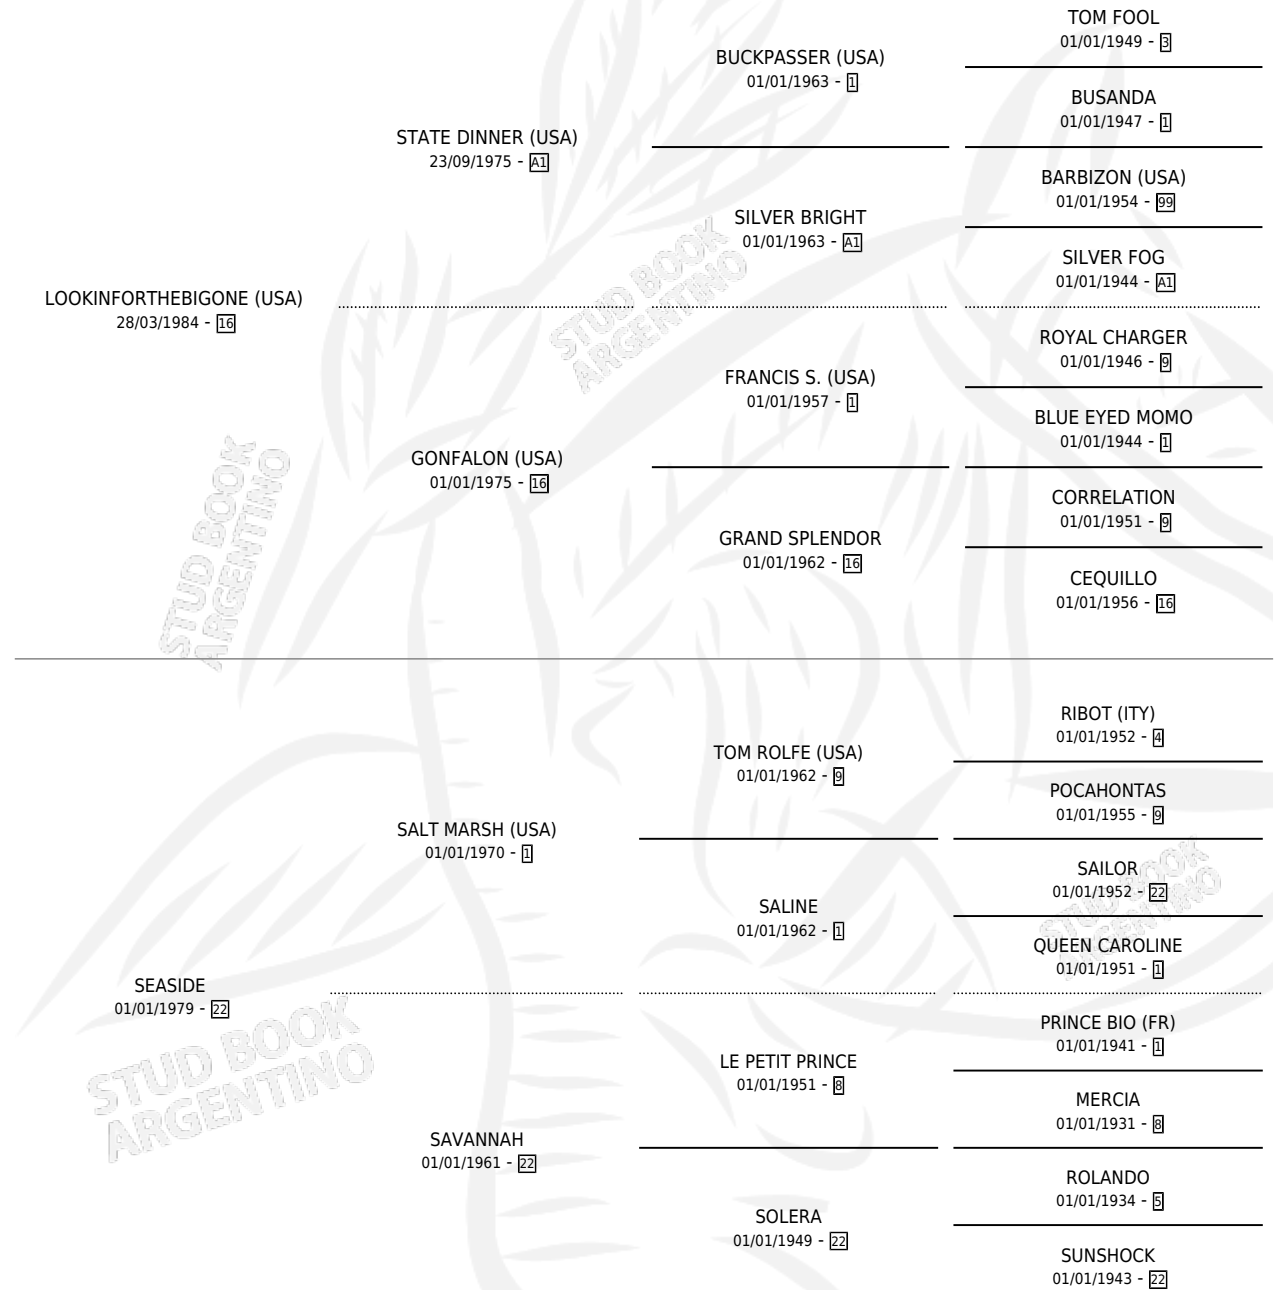 TOM FOOL
01/01/1949 - 3
BUCKPASSER (USA)
01/01/1963 - 1
BUSANDA
01/01/1947 - 1
STATE DINNER (USA)
23/09/1975 - A1
BARBIZON (USA)
01/01/1954 - 99
SILVER BRIGHT
01/01/1963 - A1
SILVER FOG
01/01/1944 - A1
LOOKINFORTHEBIGONE (USA)
28/03/1984 - 16
ROYAL CHARGER
01/01/1946 - 9
FRANCIS S. (USA)
01/01/1957 - 1
BLUE EYED MOMO
01/01/1944 - 1
GONFALON (USA)
01/01/1975 - 16
CORRELATION
01/01/1951 - 9
GRAND SPLENDOR
01/01/1962 - 16
CEQUILLO
01/01/1956 - 16
RIBOT (ITY)
01/01/1952 - 4
TOM ROLFE (USA)
01/01/1962 - 9
POCAHONTAS
01/01/1955 - 9
SALT MARSH (USA)
01/01/1970 - 1
SAILOR
01/01/1952 - 22
SALINE
01/01/1962 - 1
QUEEN CAROLINE
01/01/1951 - 1
SEASIDE
01/01/1979 - 22
PRINCE BIO (FR)
01/01/1941 - 1
LE PETIT PRINCE
01/01/1951 - 8
MERCIA
01/01/1931 - 8
SAVANNAH
01/01/1961 - 22
ROLANDO
01/01/1934 - 5
SOLERA
01/01/1949 - 22
SUNSHOCK
01/01/1943 - 22
STUD BOOK
ARGENTINO
STUD BOOK
ARGENTINO
STUD BOOK
ARGENTINO
STUD BOOK
ARGENTINO